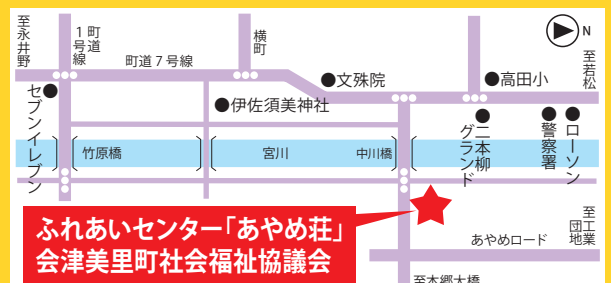 至永井野
町道
1号線
町道7号線
横町
N
至若松
セブンイレブン
●文殊院
●高田小
●伊佐須美神社
二本柳
グランド
警察署
ローソン
竹原橋
宮川
中川橋
ふれあいセンター「あやめ荘」
会津美里町社会福祉協議会
あやめロード
至工業
団地
至本郷大橋